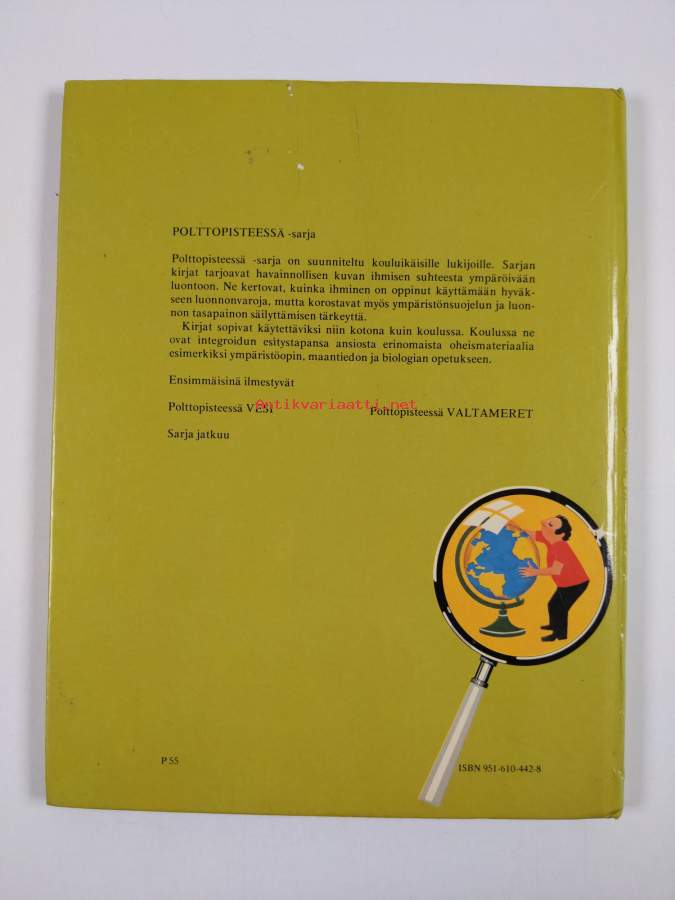 POLTTOPISTEESSÄ -sarja
Polttopisteessä -sarja on suunniteltu kouluikäisille lukijoille. Sarjan
kirjat tarjoavat havainnollisen kuvan ihmisen suhteesta ympäröivään
luontoon. Ne kertovat, kuinka ihminen on oppinut käyttämään hyväk-
seen luonnonvaroja, mutta korostavat myös ympäristönsuojelun ja luon-
non tasapainon säilyttämisen tärkeyttä.
Kirjat sopivat käytettäviksi niin kotona kuin koulussa. Koulussa ne
ovat integroidun esitystapansa ansiosta erinomaista oheismateriaalia
esimerkiksi ympäristöopin, maantiedon ja biologian opetukseen.
Ensimmäisinä ilmestyvät
Antikvariaatti.net
Polttopisteessä VESI Polttopisteessä VALTAMERET
Sarja jatkuu
P 55
ISBN 951-610-442-8